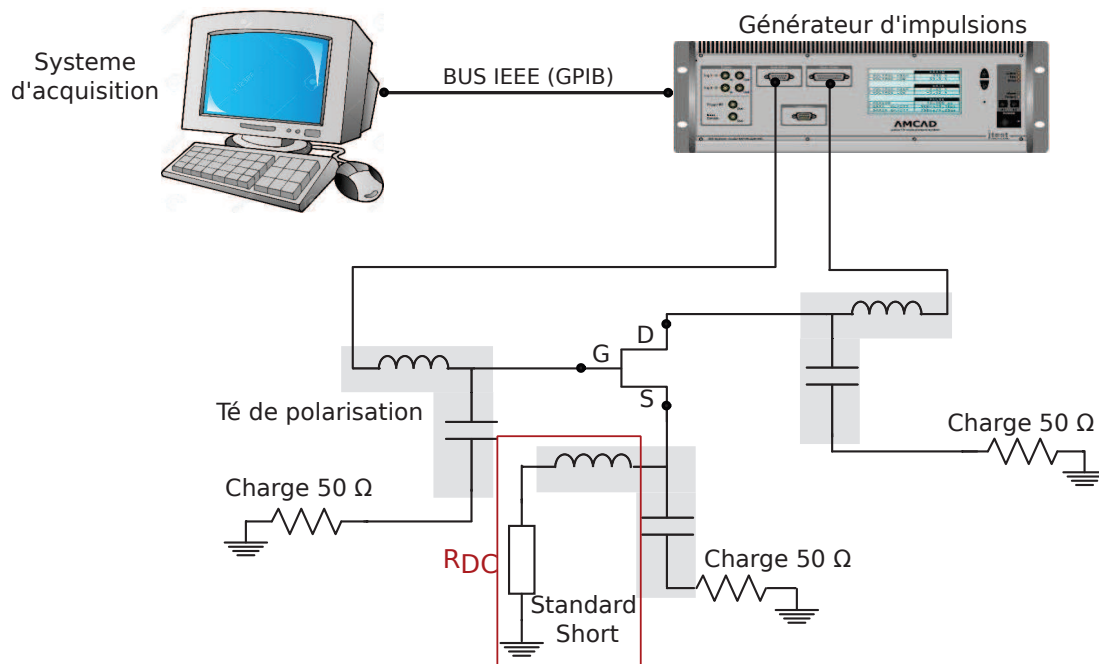 Générateur d'impulsions
Systeme
d'acquisition
BUS IEEE (GPIB)
AMCAD
itest
D
G
S
Té de polarisation
Charge 50 Ω
Charge 50 Ω
RDC
Charge 50 Ω
Standard
Short